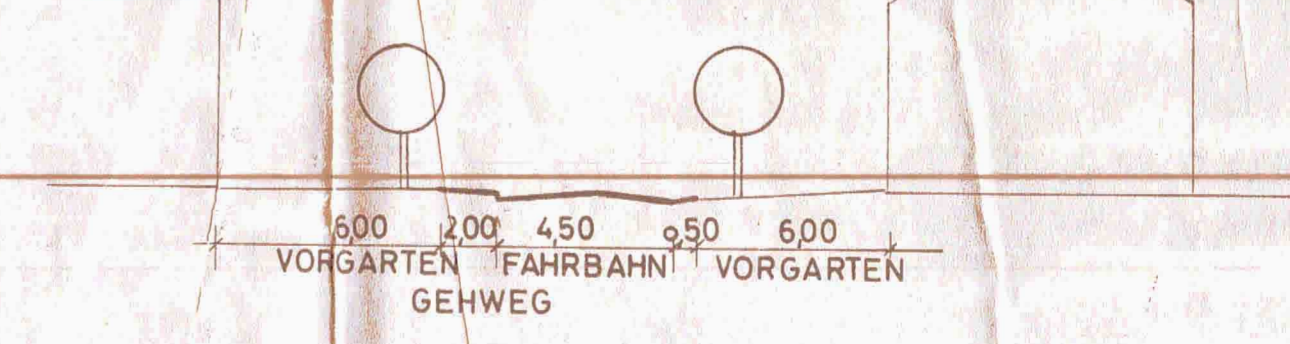 6,00 2,00 4,50 0,50 6,00
VORGARTEN FAHRBAHN VORGARTEN
GEHWEG